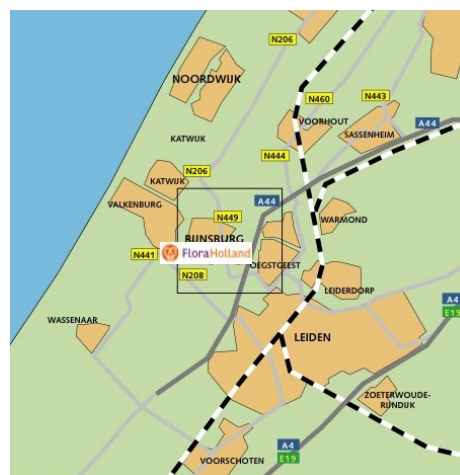 N206
NOORDWIJK
N460
N443
VOORHOUT
A44
SASSENHEIM
KATWIJK
N444
N206
KATWIJK
VALKENBURG
A44
N449
WARMOND
RIJNSBURG
N441
FloraHolland
OEGSTGEEST
N208
LEIDERDORP
A4
E19
WASSENAAR
LEIDEN
ZOETERWOUDE-
RIJNDIJK
A4
E19
VOORSCHOTEN